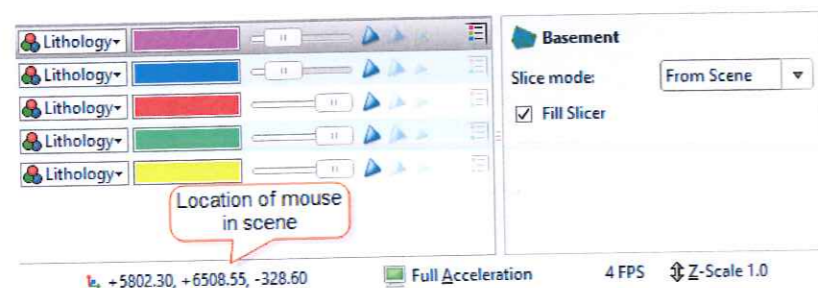 Lithology
Lithology
Lithology
Lithology
Lithology
Location of mouse
in scene
+5802.30, +6508.55, -328.60
Full Acceleration
4 FPS
Z-Scale 1.0
Basement
Slice mode:
From Scene
Fill Slicer